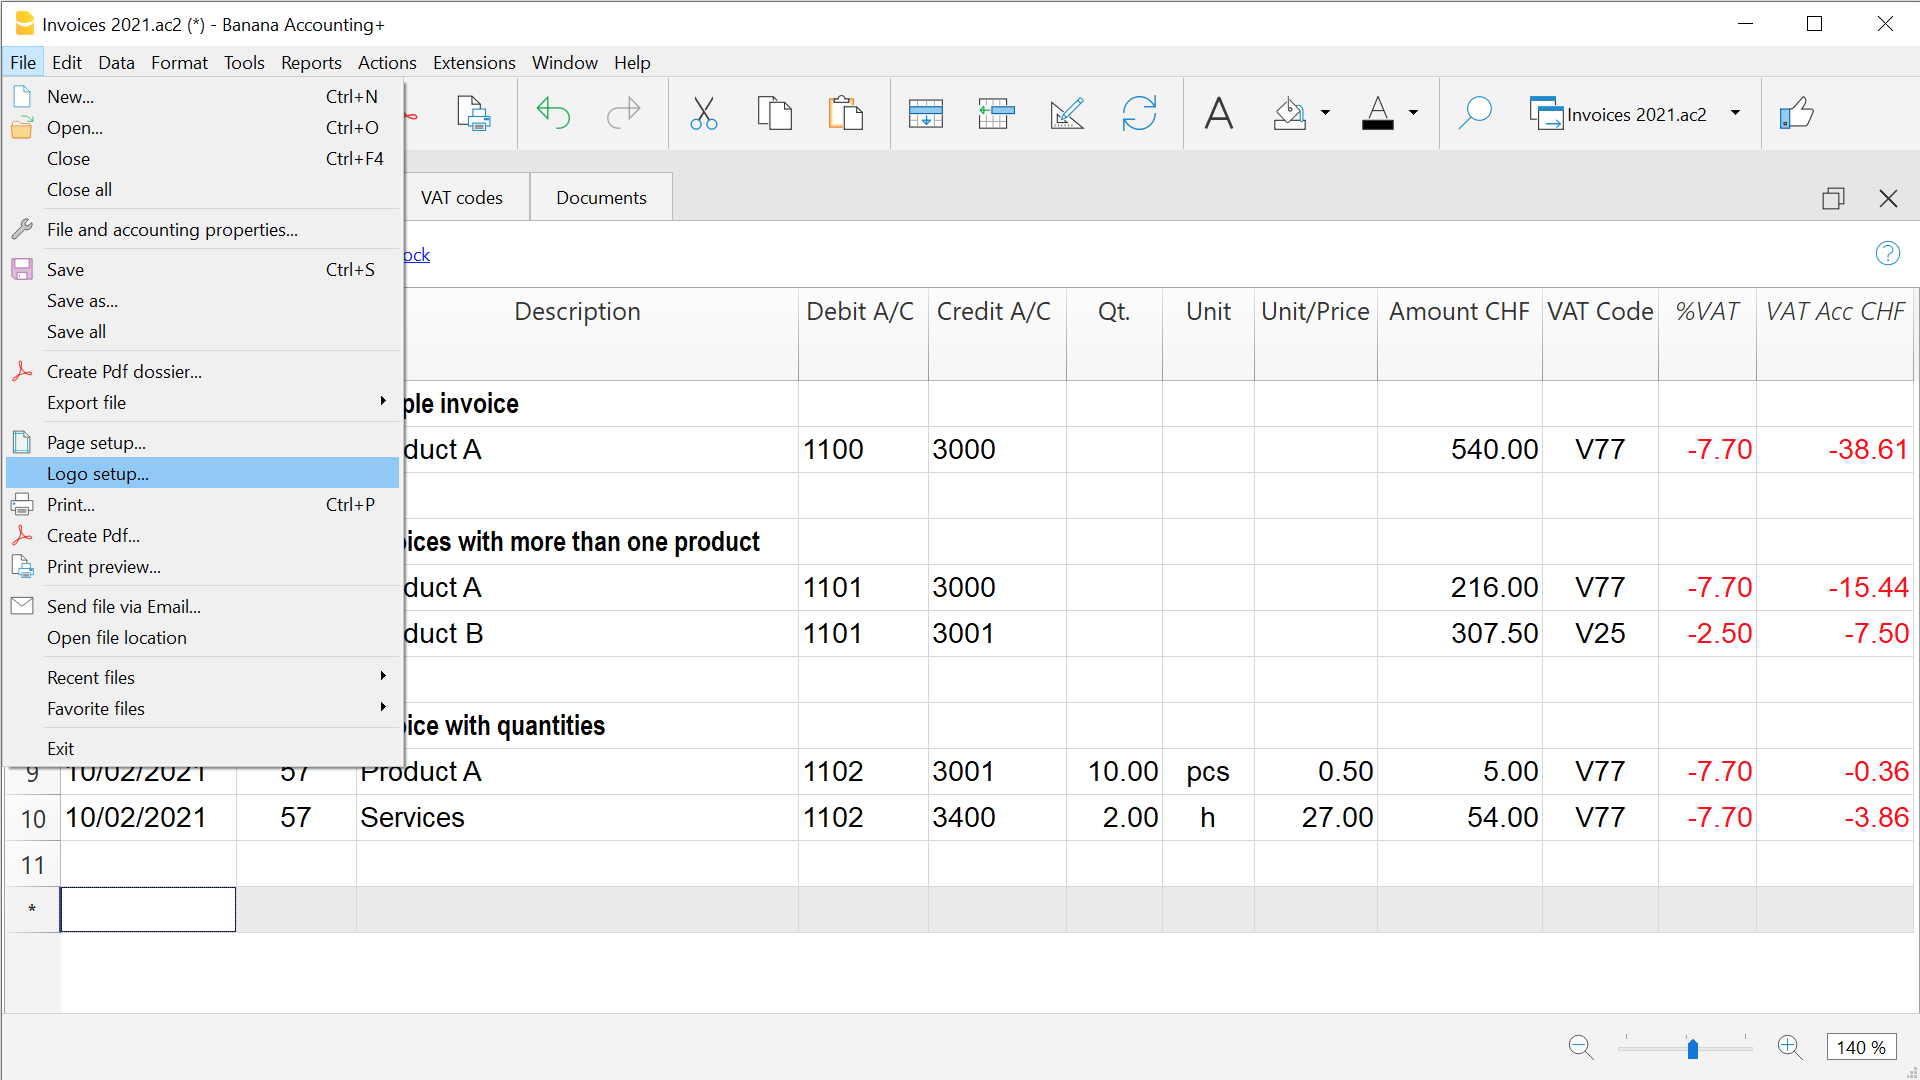 Invoices 2021.ac2 (*) - Banana Accounting+
File Edit Data Format Tools Reports Actions Extensions Window Help
New... Ctrl+N
Open... Ctrl+O
Close Ctrl+F4
Close all
File and accounting properties...
Save Ctrl+S
Save as...
Save all
Create Pdf dossier...
Export file
Page setup...
Logo setup...
Print... Ctrl+P
Create Pdf...
Print preview...
Send file via Email...
Open file location
Recent files
Favorite files
Exit
Invoices 2021.ac2
VAT codes Documents
ock
Description Debit A/C Credit A/C Qt. Unit Unit/Price Amount CHF VAT Code %VAT VAT Acc CHF
ple invoice
duct A 1100 3000 540.00 V77 -7.70 -38.61
ices with more than one product
duct A 1101 3000 216.00 V77 -7.70 -15.44
duct B 1101 3001 307.50 V25 -2.50 -7.50
ice with quantities
9 10/02/2021 57 Product A 1102 3001 10.00 pcs 0.50 5.00 V77 -7.70 -0.36
10 10/02/2021 57 Services 1102 3400 2.00 h 27.00 54.00 V77 -7.70 -3.86
11
*
140 %